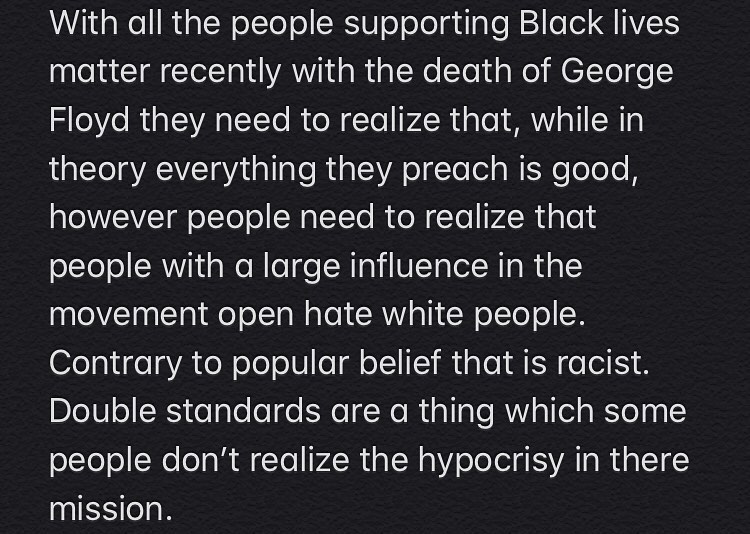 With all the people supporting Black lives
matter recently with the death of George
Floyd they need to realize that, while in
theory everything they preach is good,
however people need to realize that
people with a large influence in the
movement open hate white people.
Contrary to popular belief that is racist.
Double standards are a thing which some
people don’t realize the hypocrisy in there
mission.